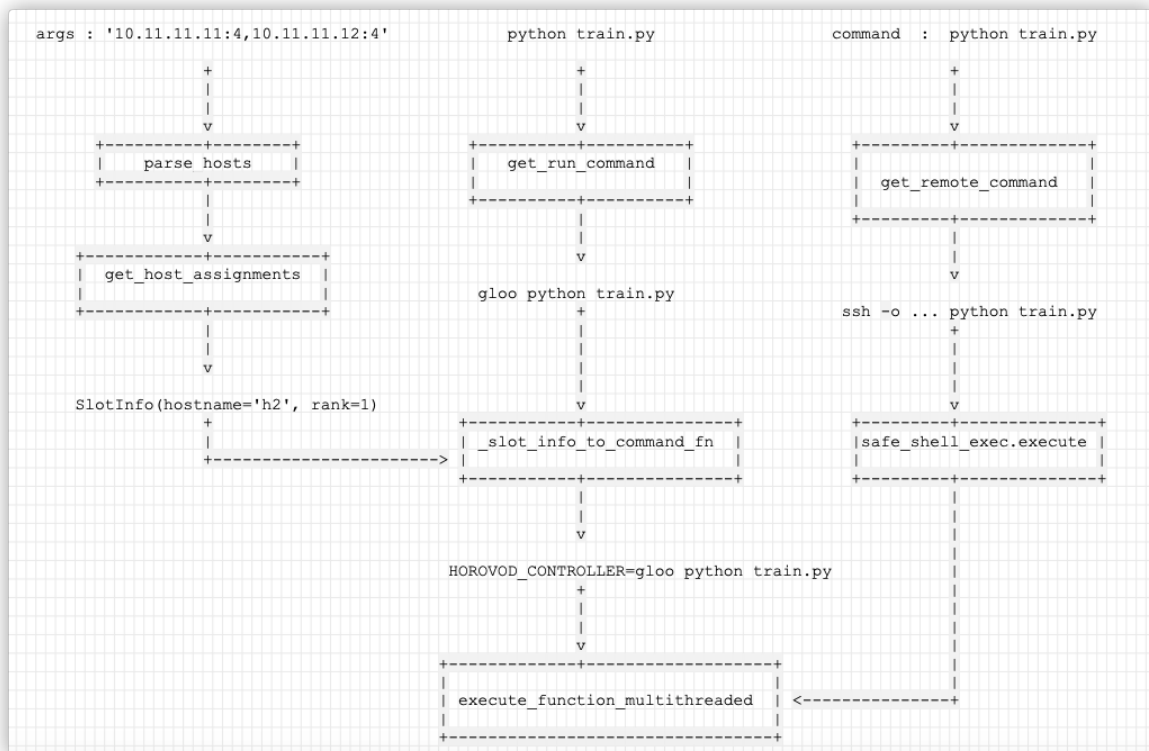 args : '10.11.11.11:4,10.11.11.12:4'
python train.py
command : python train.py
parse hosts
get_run_command
get_remote_command
get_host_assignments
gloo python train.py
ssh -o ... python train.py
SlotInfo(hostname='h2', rank=1)
_slot_info_to_command_fn
safe_shell_exec.execute
HOROVOD_CONTROLLER=gloo python train.py
execute_function_multithreaded